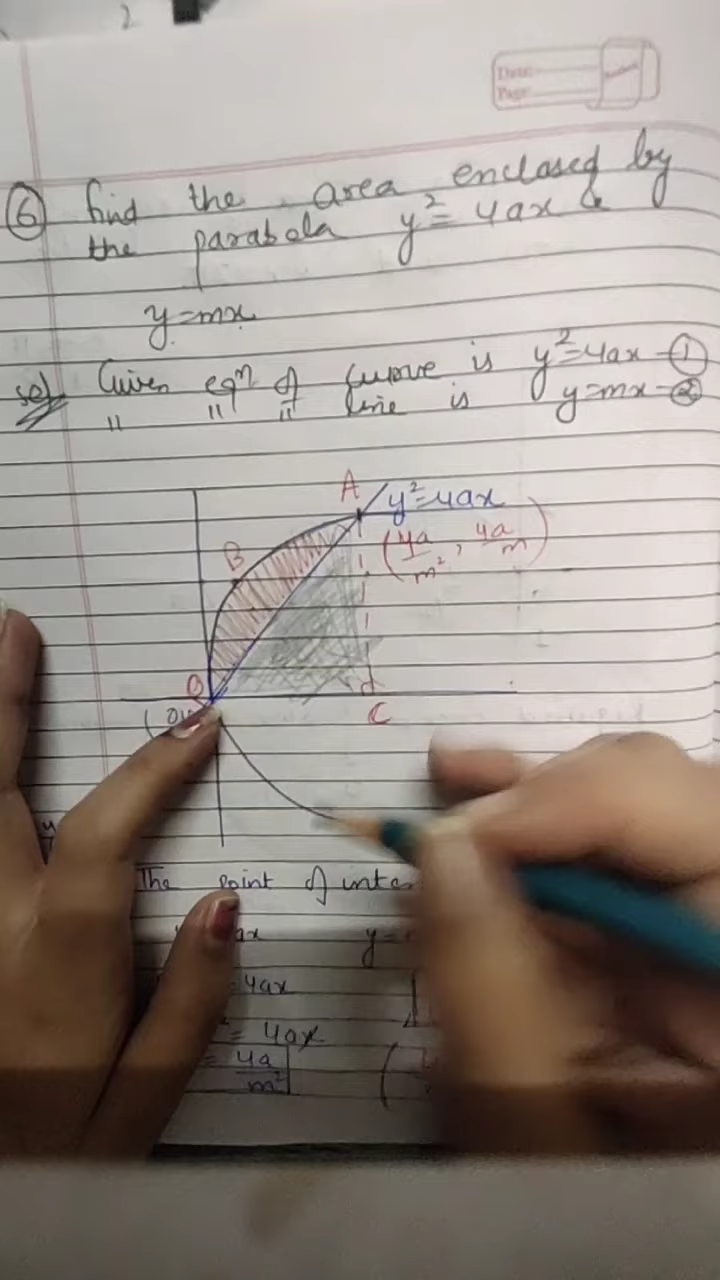 2
Date:
Page:
⑥ find the area enclosed by
the parabola y² = 4ax &
y = mx.
Sol. Given eqⁿ of curve is y² = 4ax - ①
" " " line is y = mx - ②
A
y² = 4ax
B
(4a/m², 4a/m)
O
C
The point of
ax
= 4ax
= 4ax
= 4a/m²